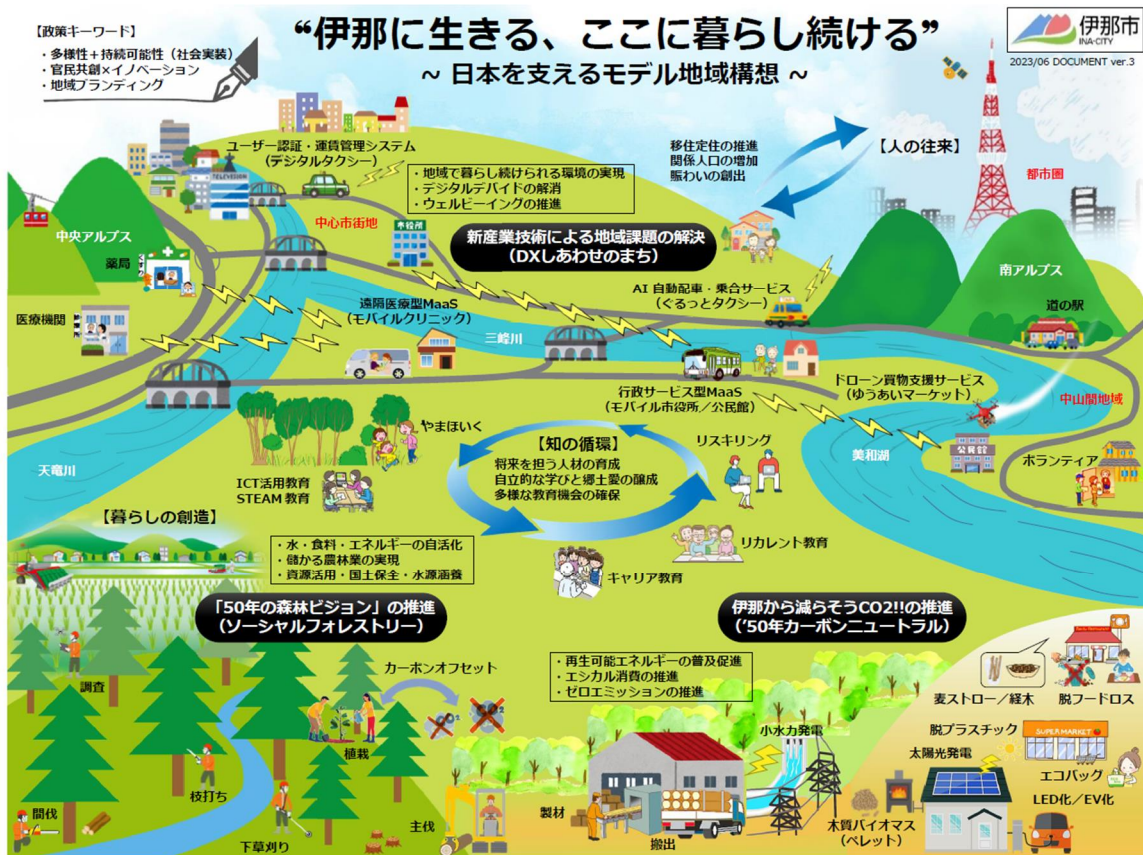 【政策キーワード】
・多様性＋持続可能性（社会実装）
・官民共創×イノベーション
・地域ブランディング
“伊那に生きる、ここに暮らし続ける”
～ 日本を支えるモデル地域構想 ～
伊那市
INA-CITY
2023/06 DOCUMENT ver.3
ユーザー認証・運賃管理システム
（デジタルタクシー）
・地域で暮らし続けられる環境の実現
・デジタルデバイドの解消
・ウェルビーイングの推進
移住定住の推進
関係人口の増加
賑わいの創出
【人の往来】
都市圏
TELEVISION
中心市街地
市役所
新産業技術による地域課題の解決
（DXしあわせのまち）
中央アルプス
薬局
医療機関
遠隔医療型MaaS
（モバイルクリニック）
三峰川
AI 自動配車・乗合サービス
（ぐるっとタクシー）
南アルプス
道の駅
行政サービス型MaaS
（モバイル市役所／公民館）
ドローン買物支援サービス
（ゆうあいマーケット）
中山間地域
公民館
美和湖
ボランティア
天竜川
やまほいく
ICT活用教育
STEAM 教育
【知の循環】
将来を担う人材の育成
自立的な学びと郷土愛の醸成
多様な教育機会の確保
リスキリング
リカレント教育
キャリア教育
【暮らしの創造】
・水・食料・エネルギーの自活化
・儲かる農林業の実現
・資源活用・国土保全・水源涵養
「50年の森林ビジョン」の推進
（ソーシャルフォレストリー）
伊那から減らそうCO2!!の推進
（’50年カーボンニュートラル）
・再生可能エネルギーの普及促進
・エシカル消費の推進
・ゼロエミッションの推進
調査
カーボンオフセット
植栽
枝打ち
間伐
下草刈り
主伐
製材
搬出
小水力発電
木質バイオマス
（ペレット）
麦ストロー／経木
脱フードロス
脱プラスチック
SUPER MARKET
太陽光発電
エコバッグ
LED化／EV化